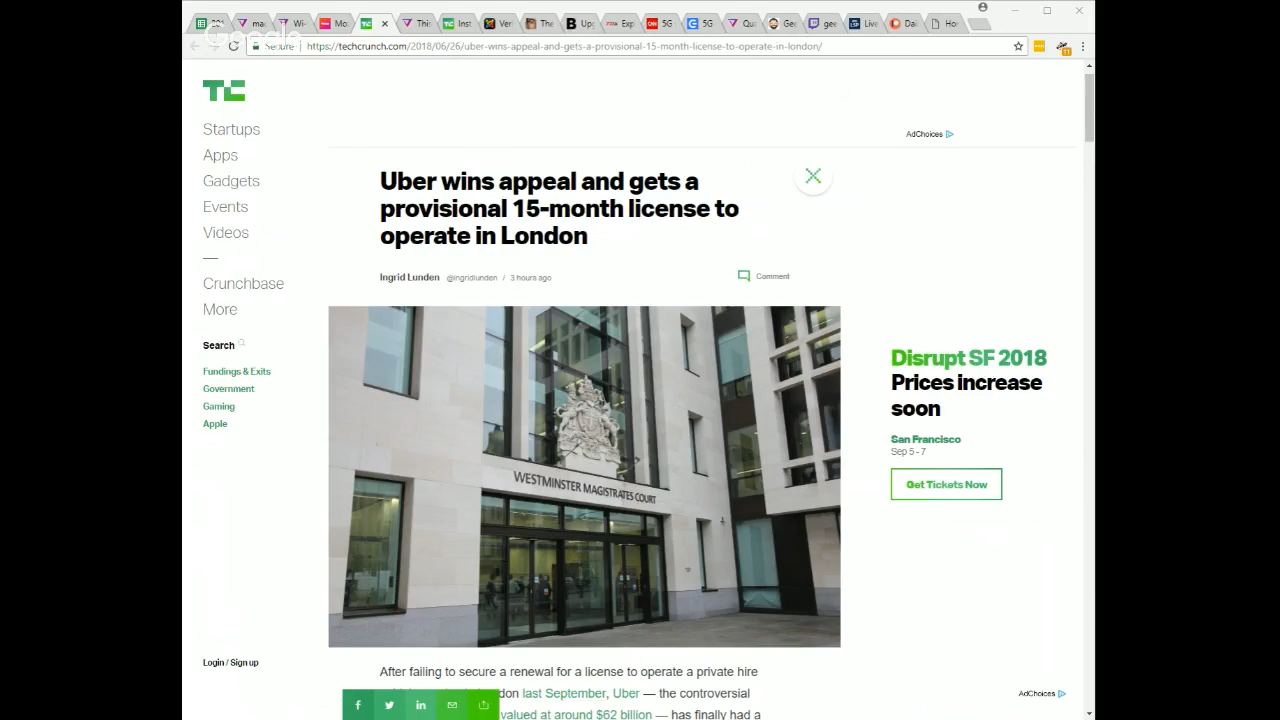 Google
Secure
https://techcrunch.com/2018/06/26/uber-wins-appeal-and-gets-a-provisional-15-month-license-to-operate-in-london/
TC
Startups
Apps
Gadgets
Events
Videos
—
Crunchbase
More
Search
Fundings & Exits
Government
Gaming
Apple
Login / Sign up
AdChoices
Uber wins appeal and gets a
provisional 15-month license to
operate in London
Ingrid Lunden @ingridlunden / 3 hours ago
Comment
WESTMINSTER MAGISTRATES COURT
After failing to secure a renewal for a license to operate a private hire
don last September, Uber — the controversial
valued at around $62 billion — has finally had a
Disrupt SF 2018
Prices increase
soon
San Francisco
Sep 5 - 7
Get Tickets Now
AdChoices